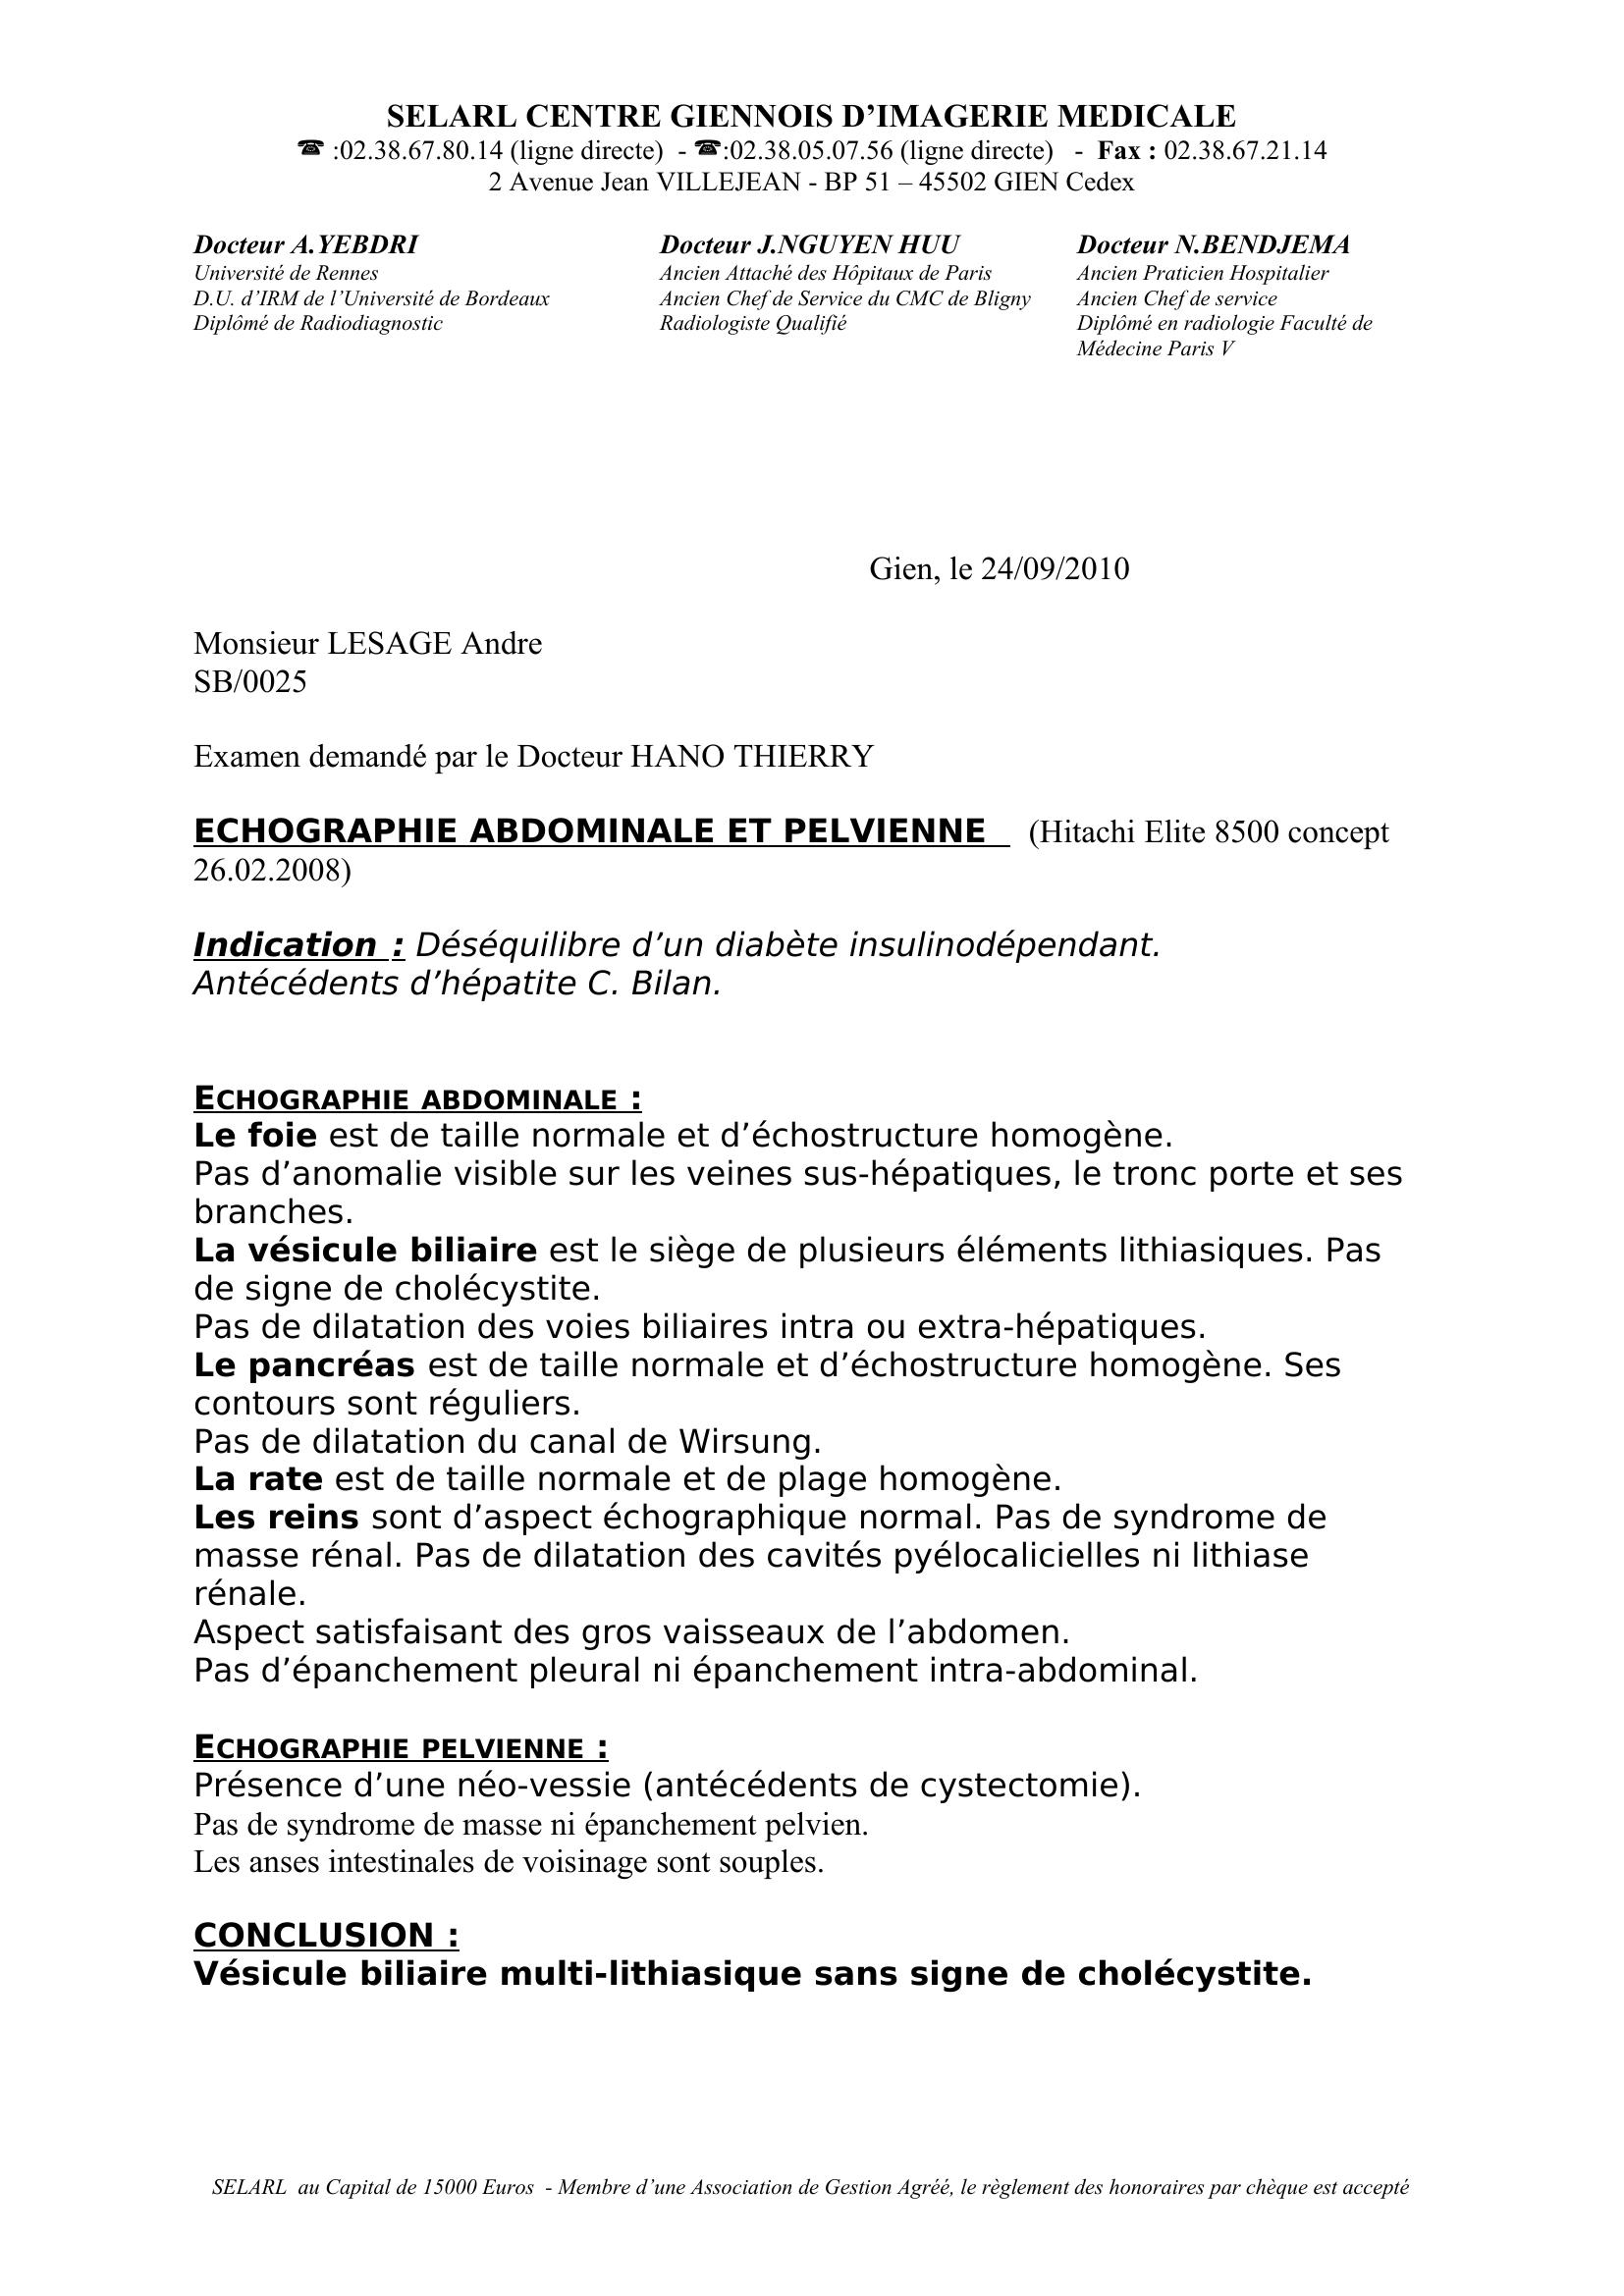 SELARL CENTRE GIENNOIS D’IMAGERIE MEDICALE
☎ :02.38.67.80.14 (ligne directe) - ☎:02.38.05.07.56 (ligne directe) - Fax : 02.38.67.21.14
2 Avenue Jean VILLEJEAN - BP 51 – 45502 GIEN Cedex
Docteur A.YEBDRI
Université de Rennes
D.U. d’IRM de l’Université de Bordeaux
Diplômé de Radiodiagnostic
Docteur J.NGUYEN HUU
Ancien Attaché des Hôpitaux de Paris
Ancien Chef de Service du CMC de Bligny
Radiologiste Qualifié
Docteur N.BENDJEMA
Ancien Praticien Hospitalier
Ancien Chef de service
Diplômé en radiologie Faculté de
Médecine Paris V
Gien, le 24/09/2010
Monsieur LESAGE Andre
SB/0025
Examen demandé par le Docteur HANO THIERRY
ECHOGRAPHIE ABDOMINALE ET PELVIENNE (Hitachi Elite 8500 concept
26.02.2008)
Indication : Déséquilibre d’un diabète insulinodépendant.
Antécédents d’hépatite C. Bilan.
ECHOGRAPHIE ABDOMINALE :
Le foie est de taille normale et d’échostructure homogène.
Pas d’anomalie visible sur les veines sus-hépatiques, le tronc porte et ses
branches.
La vésicule biliaire est le siège de plusieurs éléments lithiasiques. Pas
de signe de cholécystite.
Pas de dilatation des voies biliaires intra ou extra-hépatiques.
Le pancréas est de taille normale et d’échostructure homogène. Ses
contours sont réguliers.
Pas de dilatation du canal de Wirsung.
La rate est de taille normale et de plage homogène.
Les reins sont d’aspect échographique normal. Pas de syndrome de
masse rénal. Pas de dilatation des cavités pyélocalicielles ni lithiase
rénale.
Aspect satisfaisant des gros vaisseaux de l’abdomen.
Pas d’épanchement pleural ni épanchement intra-abdominal.
ECHOGRAPHIE PELVIENNE :
Présence d’une néo-vessie (antécédents de cystectomie).
Pas de syndrome de masse ni épanchement pelvien.
Les anses intestinales de voisinage sont souples.
CONCLUSION :
Vésicule biliaire multi-lithiasique sans signe de cholécystite.
SELARL au Capital de 15000 Euros - Membre d’une Association de Gestion Agréé, le règlement des honoraires par chèque est accepté